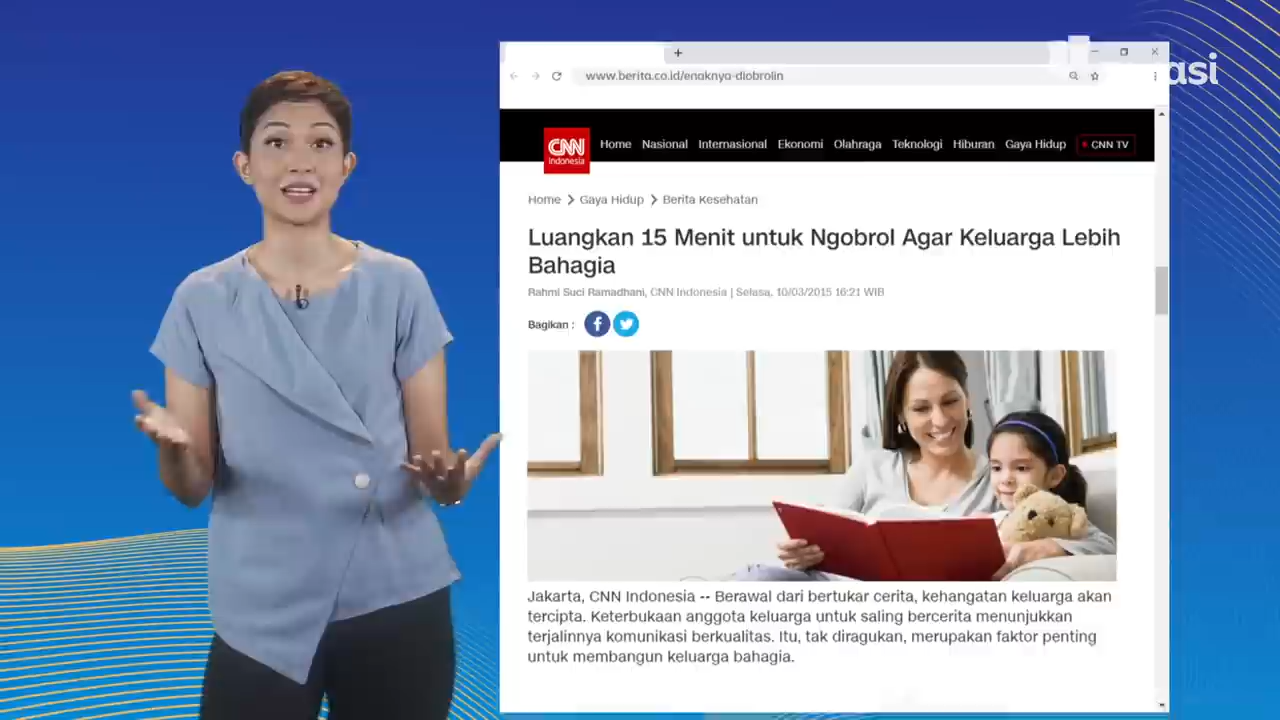 www.berita.co.id/enaknya-diobrolin
asi
CNN
Indonesia
Home Nasional Internasional Ekonomi Olahraga Teknologi Hiburan Gaya Hidup CNN TV
Home > Gaya Hidup > Berita Kesehatan
Luangkan 15 Menit untuk Ngobrol Agar Keluarga Lebih
Bahagia
Rahmi Suci Ramadhani, CNN Indonesia | Selasa, 10/03/2015 16:21 WIB
Bagikan :
Jakarta, CNN Indonesia -- Berawal dari bertukar cerita, kehangatan keluarga akan
tercipta. Keterbukaan anggota keluarga untuk saling bercerita menunjukkan
terjalinnya komunikasi berkualitas. Itu, tak diragukan, merupakan faktor penting
untuk membangun keluarga bahagia.